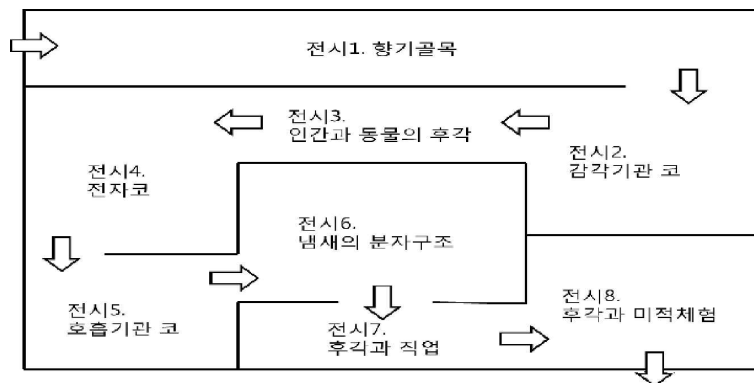 전시1. 향기골목
전시2.
감각기관 코
전시3.
인간과 동물의 후각
전시4.
전자코
전시5.
호흡기관 코
전시6.
냄새의 분자구조
전시7.
후각과 직업
전시8.
후각과 미적체험